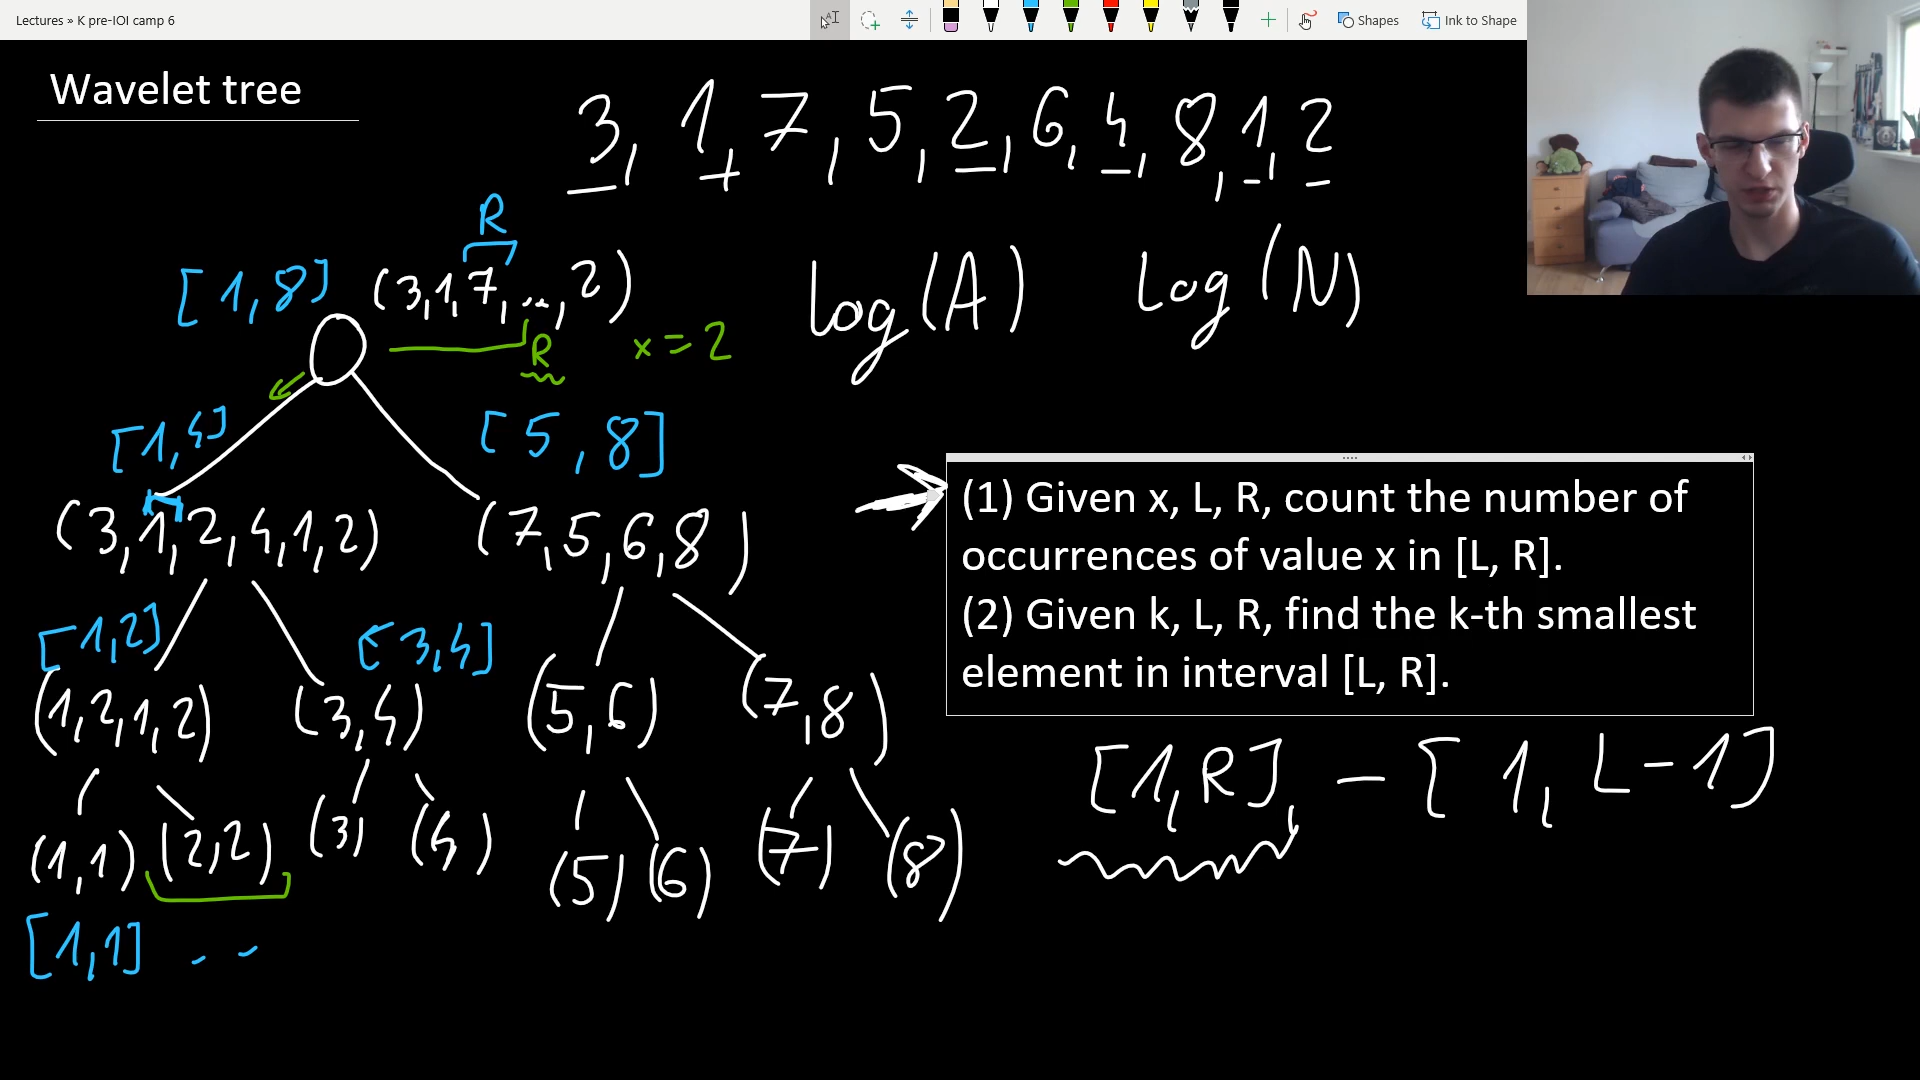 Lectures » K pre-IOI camp 6
Shapes
Ink to Shape
Wavelet tree
3, 1, 7, 5, 2, 6, 4, 8, 1, 2
R
[1,8] (3,1,7,...,2)
log(A) Log(N)
R x=2
[1,4] [5,8]
(3,1,2,4,1,2) (7,5,6,8)
(1) Given x, L, R, count the number of
occurrences of value x in [L, R].
(2) Given k, L, R, find the k-th smallest
element in interval [L, R].
[1,2] [3,4]
(1,2,1,2) (3,4) (5,6) (7,8)
[1,R] - [1, L-1]
(1,1) (2,2) (3) (4) (5) (6) (7) (8)
[1,1] - -